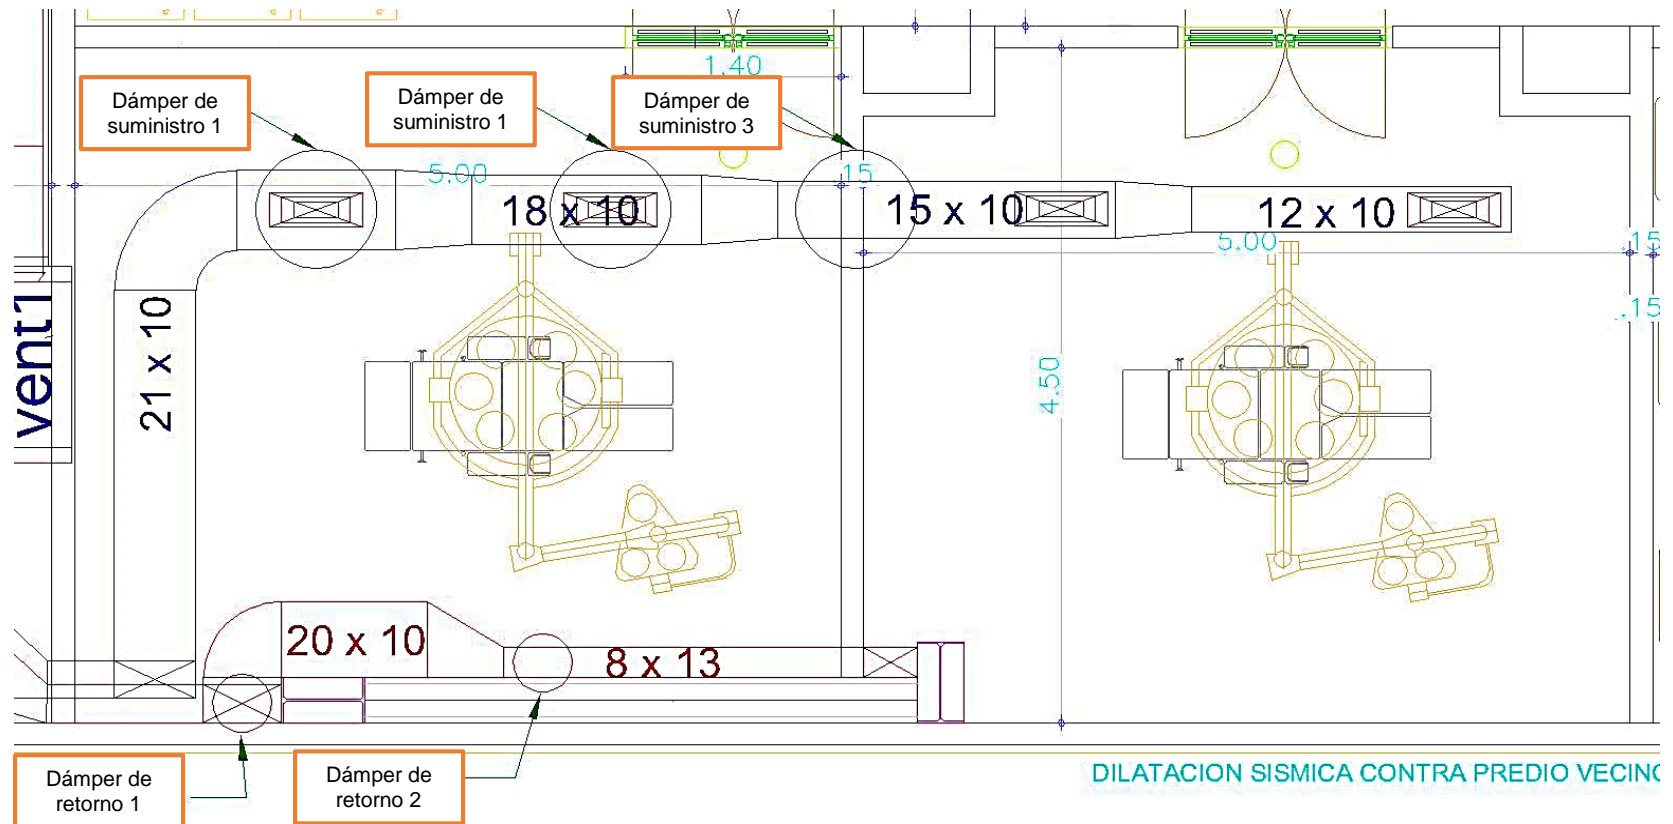 1.40
Dámper de
suministro 1
Dámper de
suministro 1
Dámper de
suministro 3
5.00
15
18 x 10
15 x 10
12 x 10
5.00
.15
.15
vent1
21 x 10
4.50
20 x 10
8 x 13
Dámper de
retorno 1
Dámper de
retorno 2
DILATACION SISMICA CONTRA PREDIO VECINO